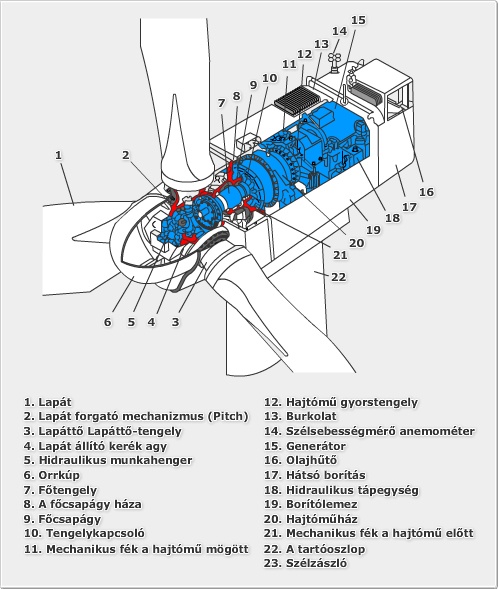 15
14
13
12
11
10
9
8
7
1
2
16
17
18
19
20
21
22
6
5
4
3
1. Lapát
2. Lapát forgató mechanizmus (Pitch)
3. Lapáttő Lapáttő-tengely
4. Lapát állító kerék agy
5. Hidraulikus munkahenger
6. Orrkúp
7. Főtengely
8. A főcsapágy háza
9. Főcsapágy
10. Tengelykapcsoló
11. Mechanikus fék a hajtómű mögött
12. Hajtómű gyorstengely
13. Burkolat
14. Szélsebességmérő anemométer
15. Generátor
16. Olajhűtő
17. Hátsó borítás
18. Hidraulikus tápegység
19. Borítólemez
20. Hajtóműház
21. Mechanikus fék a hajtómű előtt
22. A tartóoszlop
23. Szélzászló